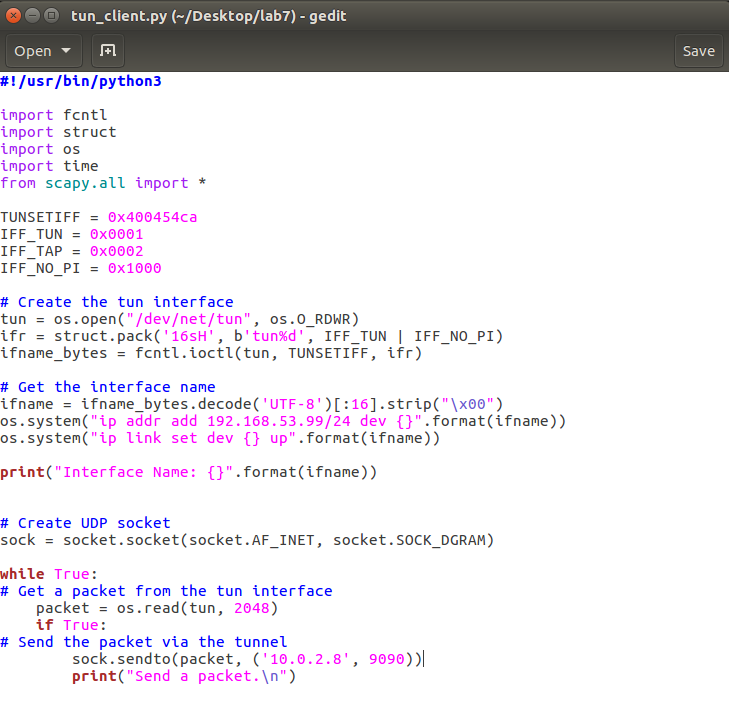 tun_client.py (~/Desktop/lab7) - gedit
Open
Save
#!/usr/bin/python3
import fcntl
import struct
import os
import time
from scapy.all import *
TUNSETIFF = 0x400454ca
IFF_TUN = 0x0001
IFF_TAP = 0x0002
IFF_NO_PI = 0x1000
# Create the tun interface
tun = os.open("/dev/net/tun", os.O_RDWR)
ifr = struct.pack('16sH', b'tun%d', IFF_TUN | IFF_NO_PI)
ifname_bytes = fcntl.ioctl(tun, TUNSETIFF, ifr)
# Get the interface name
ifname = ifname_bytes.decode('UTF-8')[:16].strip("\x00")
os.system("ip addr add 192.168.53.99/24 dev {}".format(ifname))
os.system("ip link set dev {} up".format(ifname))
print("Interface Name: {}".format(ifname))
# Create UDP socket
sock = socket.socket(socket.AF_INET, socket.SOCK_DGRAM)
while True:
# Get a packet from the tun interface
    packet = os.read(tun, 2048)
    if True:
# Send the packet via the tunnel
        sock.sendto(packet, ('10.0.2.8', 9090))
        print("Send a packet.\n")